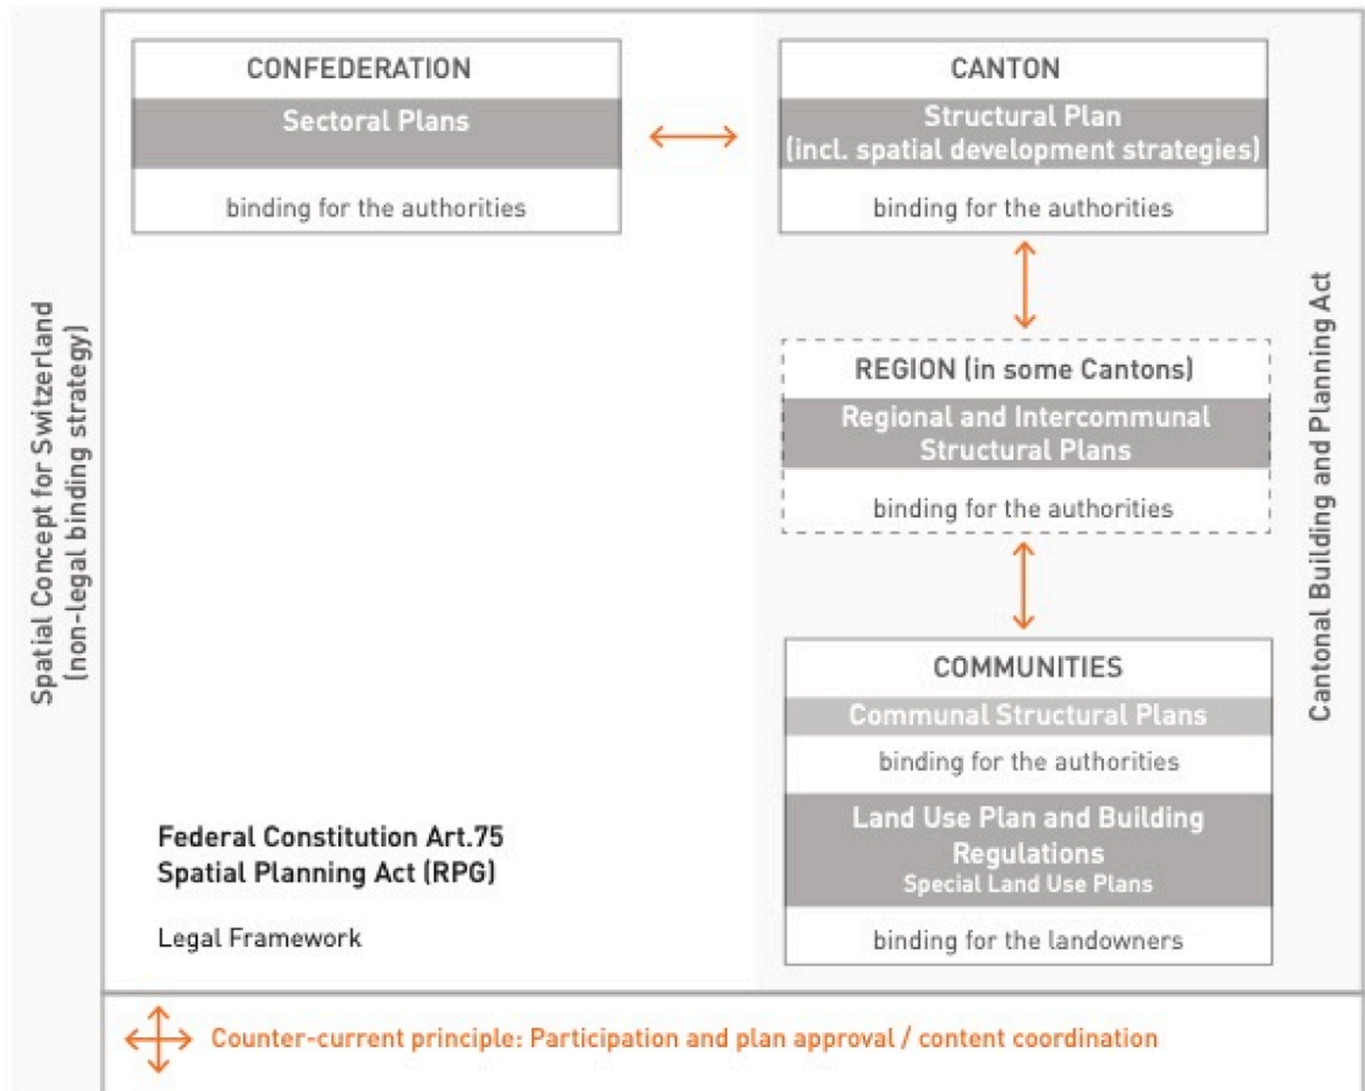 Spatial Concept for Switzerland
(non-legal binding strategy)
CONFEDERATION
Sectoral Plans
binding for the authorities
CANTON
Structural Plan
(incl. spatial development strategies)
binding for the authorities
REGION (in some Cantons)
Regional and Intercommunal
Structural Plans
binding for the authorities
COMMUNITIES
Communal Structural Plans
binding for the authorities
Land Use Plan and Building
Regulations
Special Land Use Plans
binding for the landowners
Cantonal Building and Planning Act
Federal Constitution Art.75
Spatial Planning Act (RPG)
Legal Framework
Counter-current principle: Participation and plan approval / content coordination